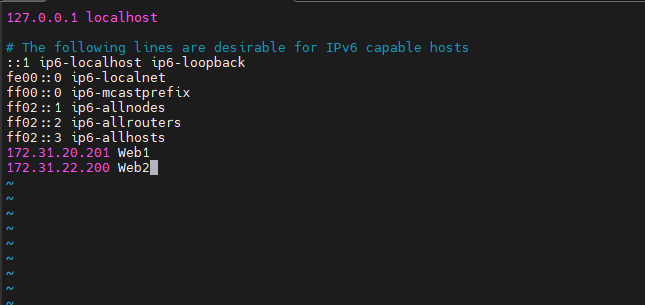 127.0.0.1 localhost
# The following lines are desirable for IPv6 capable hosts
::1 ip6-localhost ip6-loopback
fe00::0 ip6-localnet
ff00::0 ip6-mcastprefix
ff02::1 ip6-allnodes
ff02::2 ip6-allrouters
ff02::3 ip6-allhosts
172.31.20.201 Web1
172.31.22.200 Web2
~
~
~
~
~
~
~
~
~